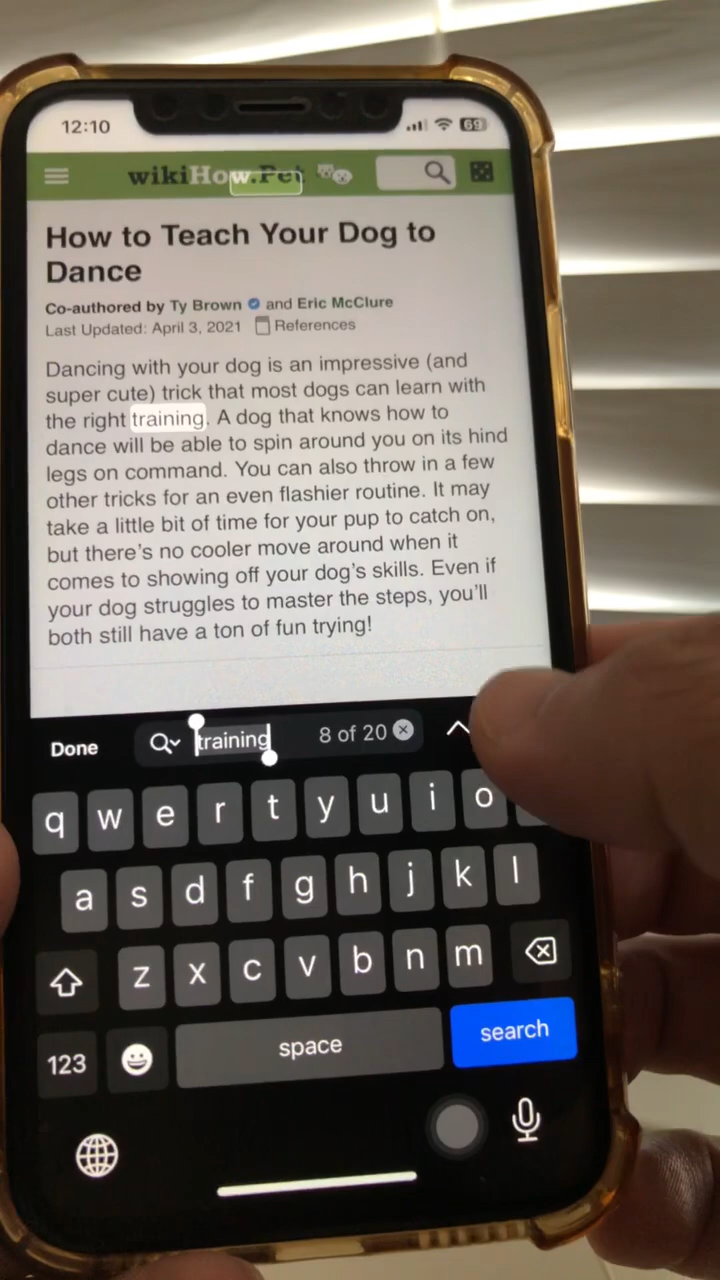 12:10
69
wikiHow.Pet
How to Teach Your Dog to
Dance
Co-authored by Ty Brown and Eric McClure
Last Updated: April 3, 2021 References
Dancing with your dog is an impressive (and
super cute) trick that most dogs can learn with
the right training. A dog that knows how to
dance will be able to spin around you on its hind
legs on command. You can also throw in a few
other tricks for an even flashier routine. It may
take a little bit of time for your pup to catch on,
but there's no cooler move around when it
comes to showing off your dog's skills. Even if
your dog struggles to master the steps, you'll
both still have a ton of fun trying!
Done training 8 of 20
q w e r t y u i o
a s d f g h j k l
z x c v b n m
123 space search